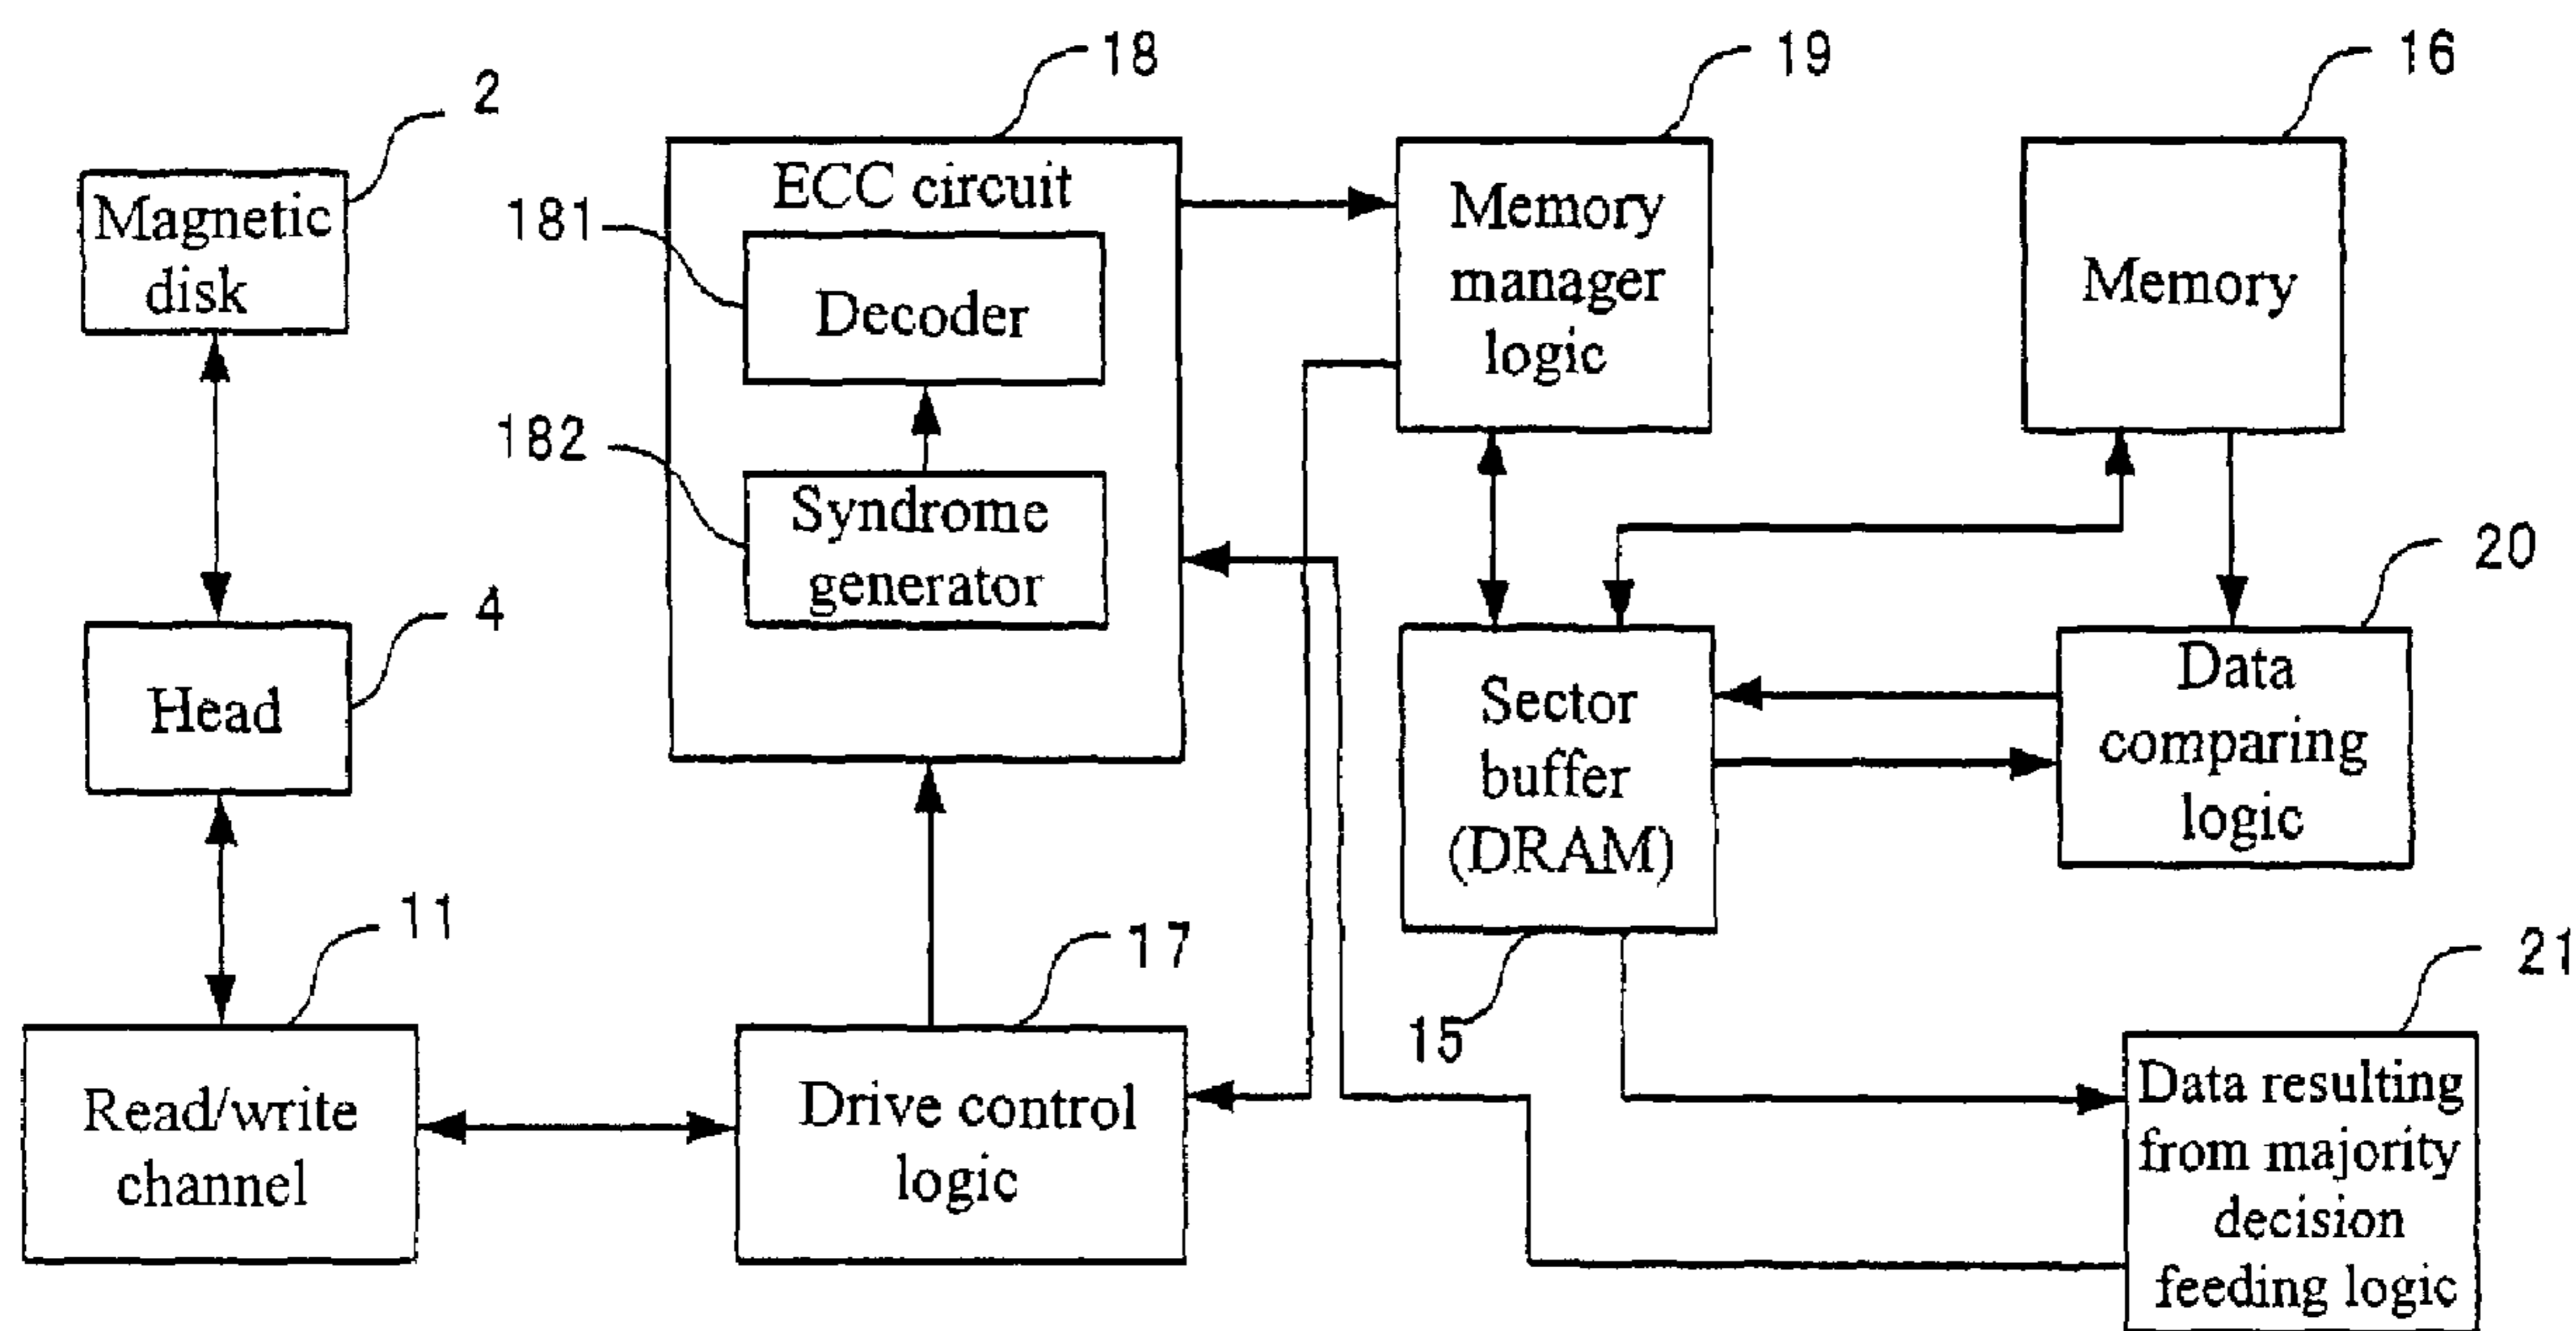 2
Magnetic
disk
4
Head
11
Read/write
channel
18
ECC circuit
181
Decoder
182
Syndrome
generator
17
Drive control
logic
19
Memory
manager
logic
16
Memory
15
Sector
buffer
(DRAM)
20
Data
comparing
logic
21
Data resulting
from majority
decision
feeding logic